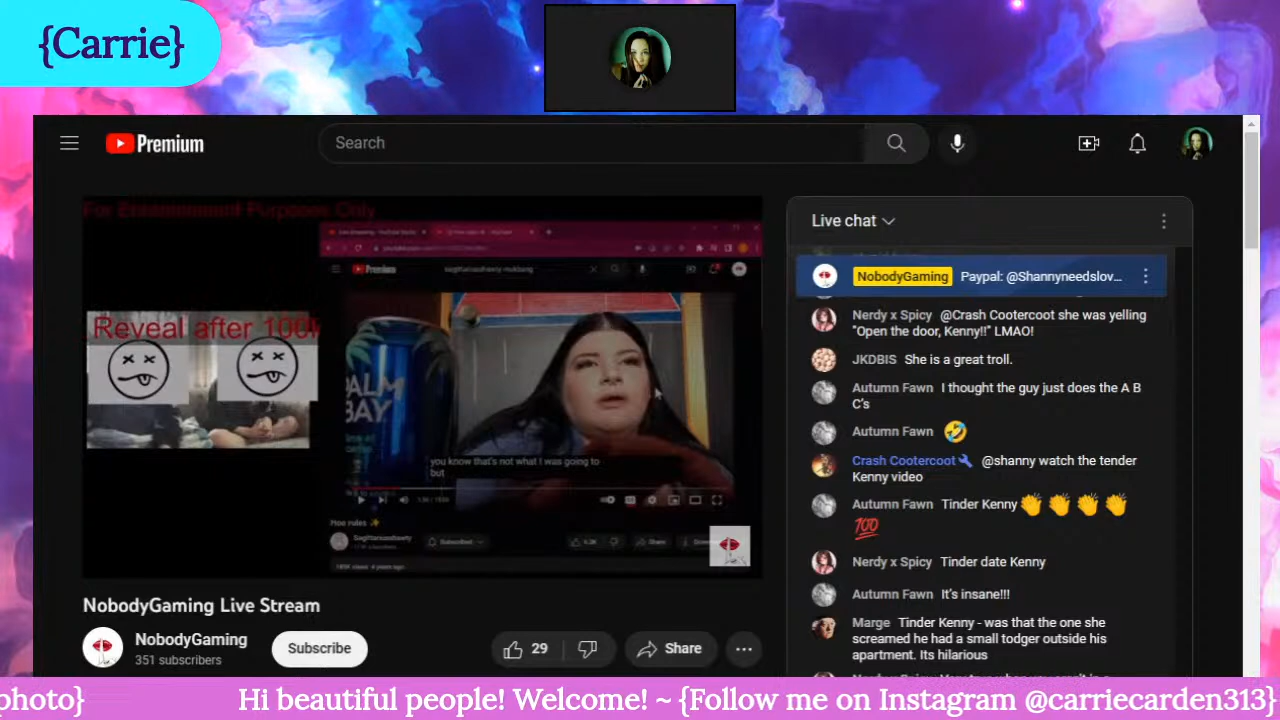 {Carrie}
Premium
Search
For Entertainment Purposes Only
Reveal after 100k
Premium
PALM
BAY
you know that's not what I was going to
but
Hoe rules
NobodyGaming Live Stream
NobodyGaming
351 subscribers
Subscribe
29
Share
Live chat
NobodyGaming Paypal: @Shannyneedslov...
Nerdy x Spicy @Crash Cootercoot she was yelling
"Open the door, Kenny!!" LMAO!
JKDBIS She is a great troll.
Autumn Fawn I thought the guy just does the A B
C's
Autumn Fawn 🤣
Crash Cootercoot @shanny watch the tender
Kenny video
Autumn Fawn Tinder Kenny 👏👏👏👏
💯
Nerdy x Spicy Tinder date Kenny
Autumn Fawn It's insane!!!
Marge Tinder Kenny - was that the one she
screamed he had a small todger outside his
apartment. Its hilarious
photo} Hi beautiful people! Welcome! ~ {Follow me on Instagram @carriecarden313}